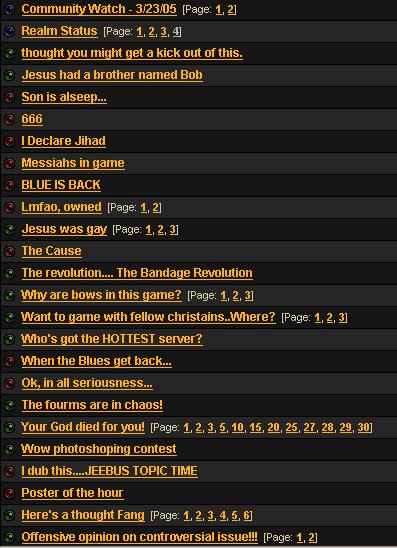 Community Watch - 3/23/05 [Page: 1, 2]
Realm Status [Page: 1, 2, 3, 4]
thought you might get a kick out of this.
Jesus had a brother named Bob
Son is alseep...
666
I Declare Jihad
Messiahs in game
BLUE IS BACK
Lmfao, owned [Page: 1, 2]
Jesus was gay [Page: 1, 2, 3]
The Cause
The revolution.... The Bandage Revolution
Why are bows in this game? [Page: 1, 2, 3]
Want to game with fellow christains..Where? [Page: 1, 2, 3]
Who's got the HOTTEST server?
When the Blues get back...
Ok, in all seriousness...
The fourms are in chaos!
Your God died for you! [Page: 1, 2, 3, 5, 10, 15, 20, 25, 27, 28, 29, 30]
Wow photoshoping contest
I dub this....JEEBUS TOPIC TIME
Poster of the hour
Here's a thought Fang [Page: 1, 2, 3, 4, 5, 6]
Offensive opinion on controversial issue!!! [Page: 1, 2]